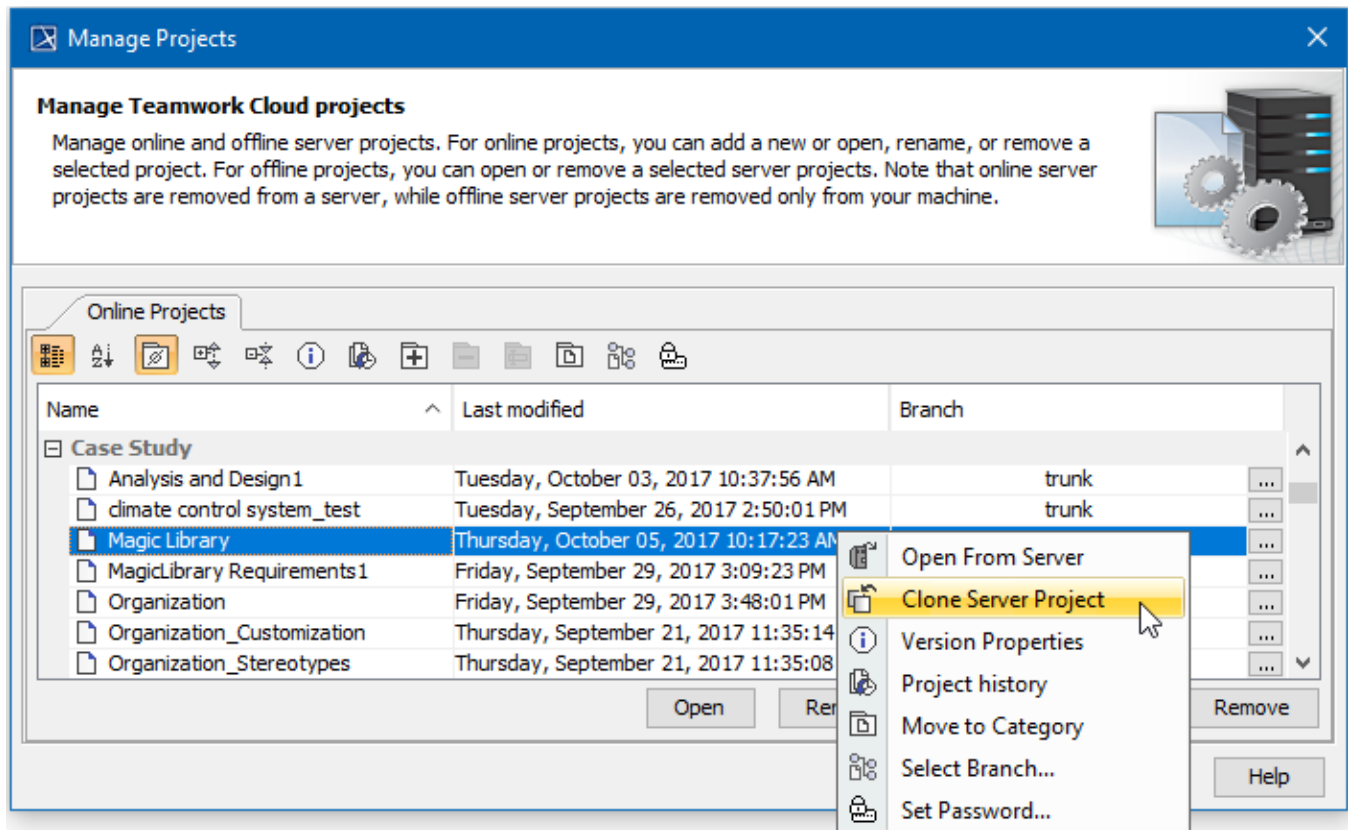 Manage Projects
Manage Teamwork Cloud projects
Manage online and offline server projects. For online projects, you can add a new or open, rename, or remove a
selected project. For offline projects, you can open or remove a selected server projects. Note that online server
projects are removed from a server, while offline server projects are removed only from your machine.
Online Projects
Name Last modified Branch
Case Study
Analysis and Design1 Tuesday, October 03, 2017 10:37:56 AM trunk ...
climate control system_test Tuesday, September 26, 2017 2:50:01 PM trunk ...
Magic Library Thursday, October 05, 2017 10:17:23 AM ...
MagicLibrary Requirements1 Friday, September 29, 2017 3:09:23 PM ...
Organization Friday, September 29, 2017 3:48:01 PM ...
Organization_Customization Thursday, September 21, 2017 11:35:14 ...
Organization_Stereotypes Thursday, September 21, 2017 11:35:08 ...
Open From Server
Clone Server Project
Version Properties
Project history
Move to Category
Select Branch...
Set Password...
Open Remove
Help